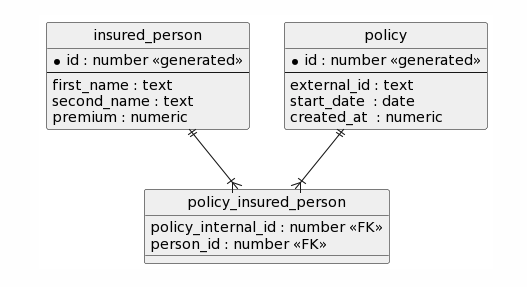 insured_person
* id : number «generated»
first_name : text
second_name : text
premium : numeric
policy
* id : number «generated»
external_id : text
start_date : date
created_at : numeric
policy_insured_person
policy_internal_id : number «FK»
person_id : number «FK»